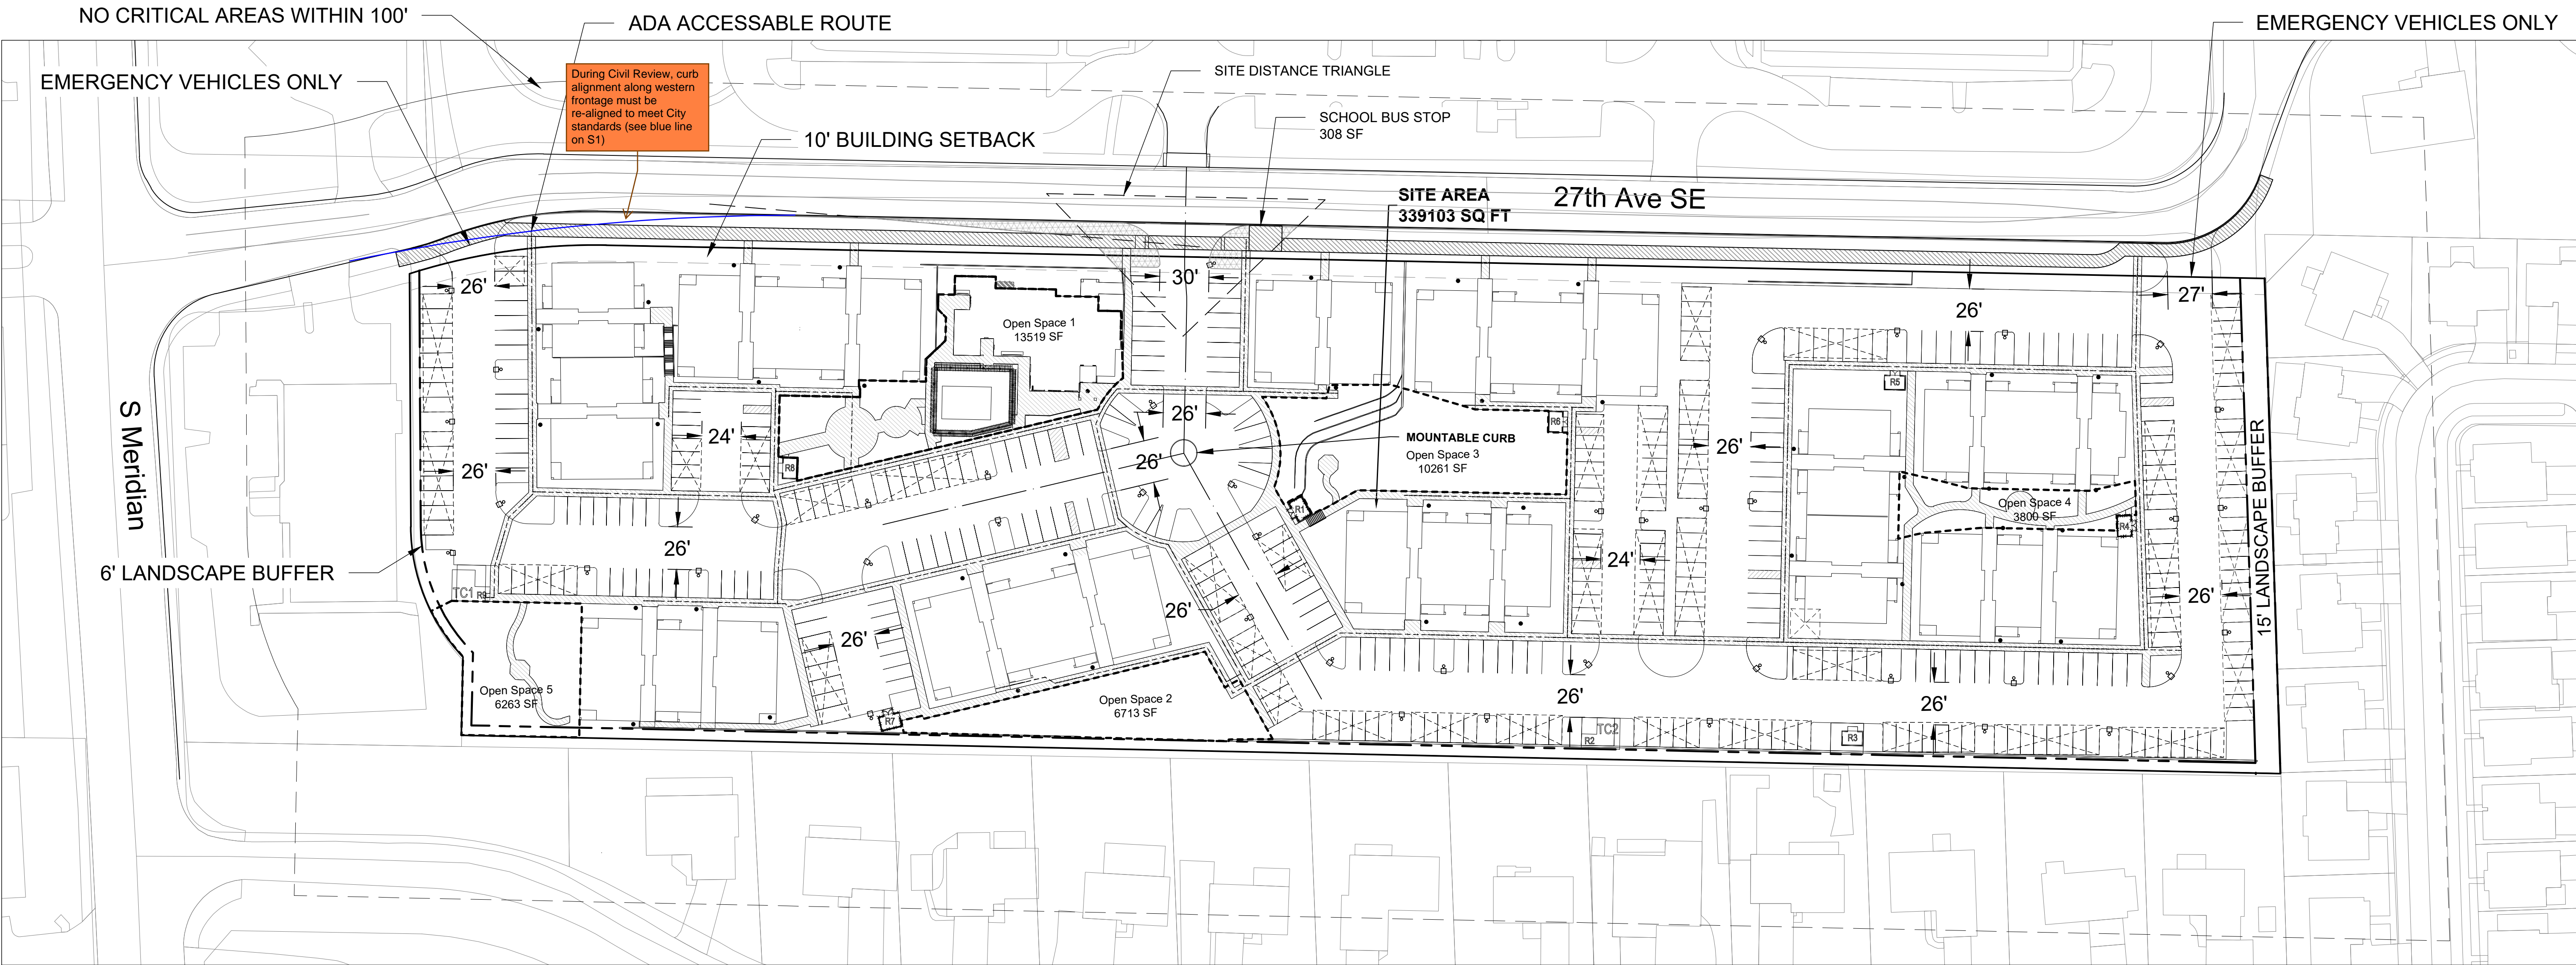 NO CRITICAL AREAS WITHIN 100'
ADA ACCESSABLE ROUTE
EMERGENCY VEHICLES ONLY
EMERGENCY VEHICLES ONLY
During Civil Review, curb
alignment along western
frontage must be
re-aligned to meet City
standards (see blue line
on S1)
SITE DISTANCE TRIANGLE
SCHOOL BUS STOP
308 SF
10' BUILDING SETBACK
SITE AREA
339103 SQ FT
27th Ave SE
26'
30'
26'
27'
Open Space 1
13519 SF
S Meridian
24'
26'
26'
R5
R6
MOUNTABLE CURB
Open Space 3
10261 SF
26'
26'
R8
26'
R1
Open Space 4
3800 SF
R4
15' LANDSCAPE BUFFER
26'
24'
6' LANDSCAPE BUFFER
TC1
R9
26'
26'
26'
Open Space 5
6263 SF
Open Space 2
6713 SF
26'
26'
R7
R2
TC2
R3